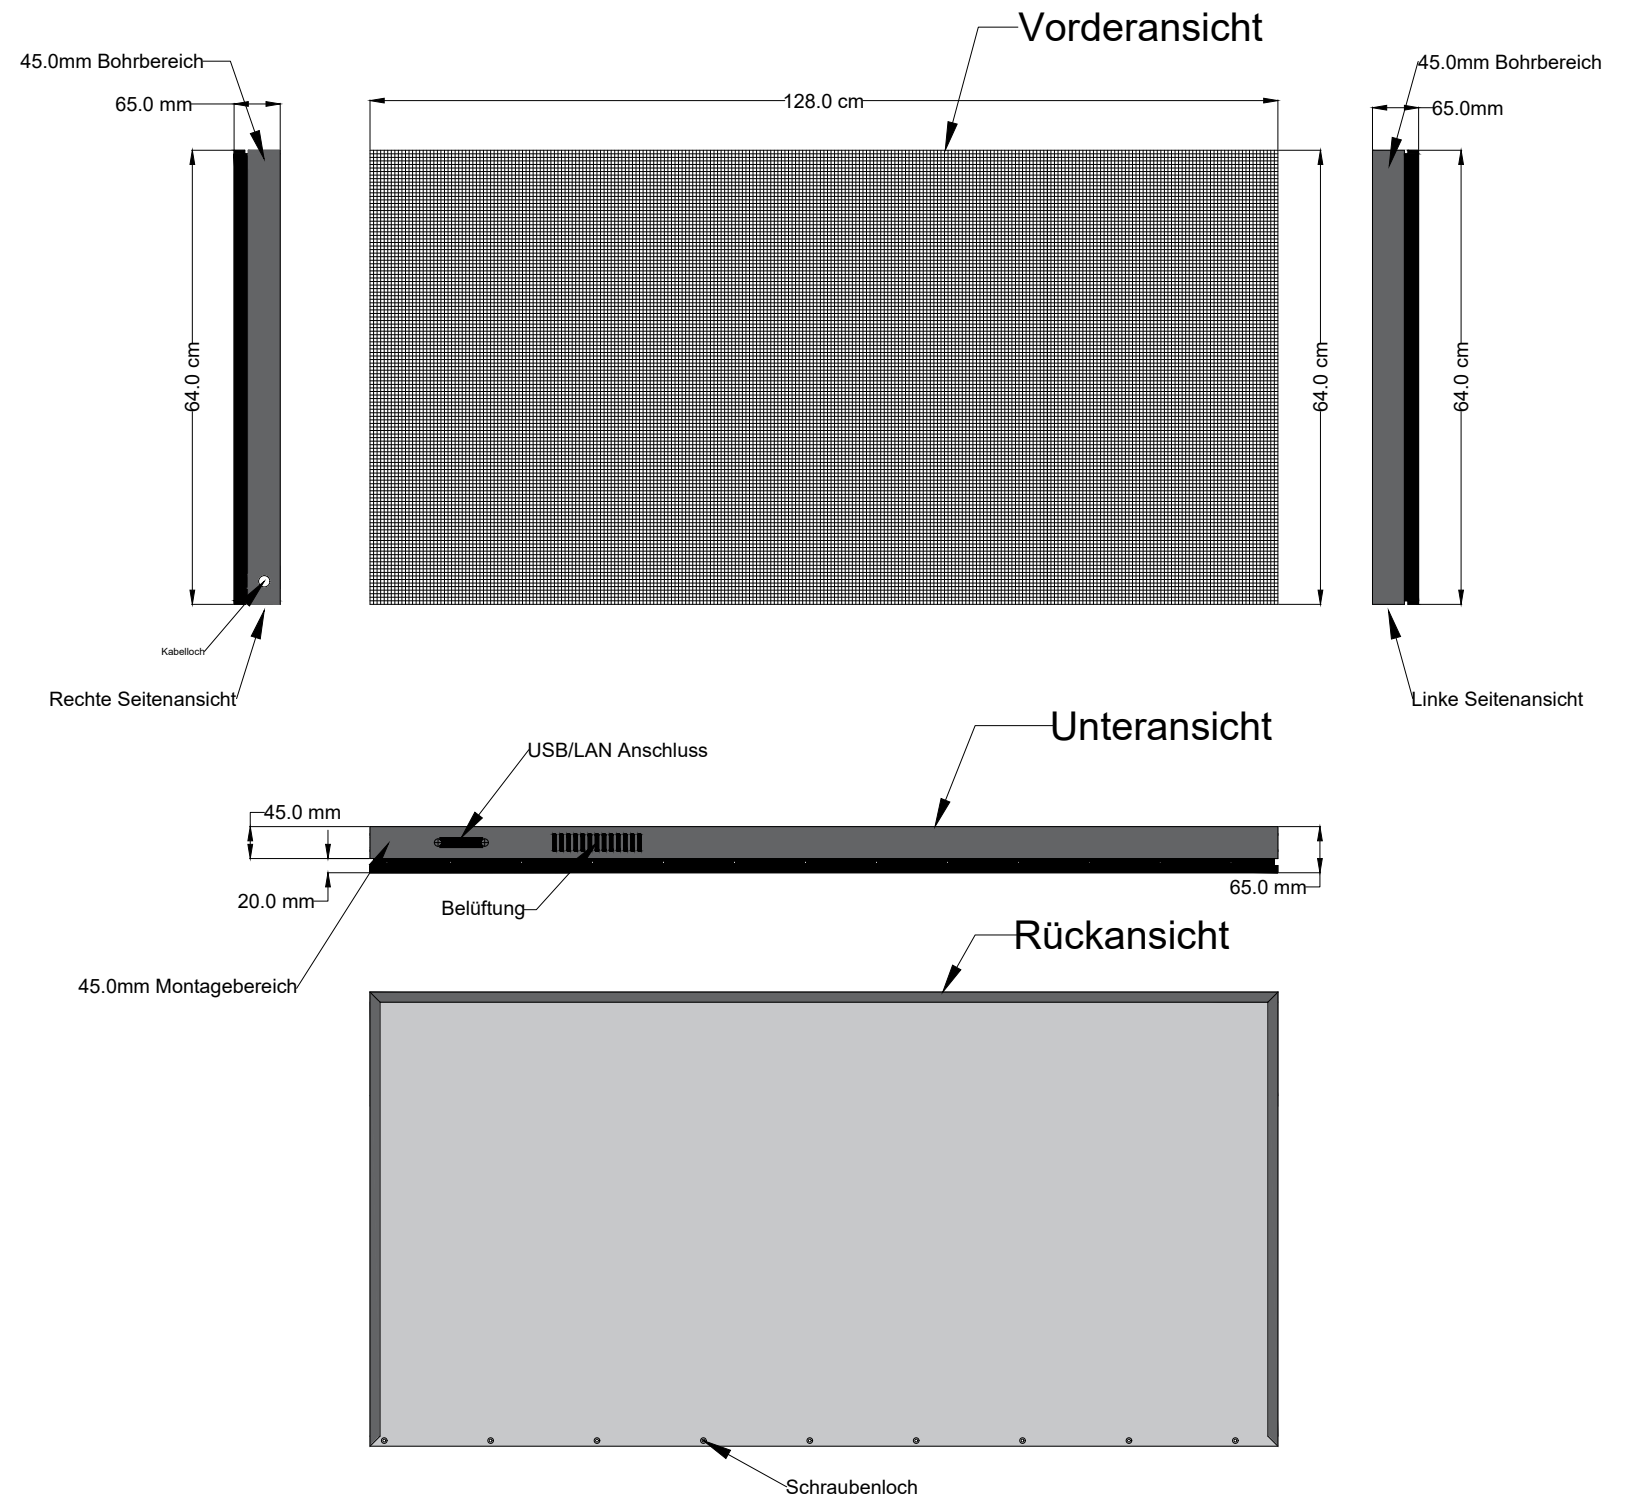 Vorderansicht
45.0mm Bohrbereich
45.0mm Bohrbereich
65.0 mm
128.0 cm
65.0mm
64.0 cm
64.0 cm
64.0 cm
Kabelloch
Rechte Seitenansicht
Linke Seitenansicht
Unteransicht
USB/LAN Anschluss
45.0 mm
65.0 mm
20.0 mm
Belüftung
Rückansicht
45.0mm Montagebereich
Schraubenloch